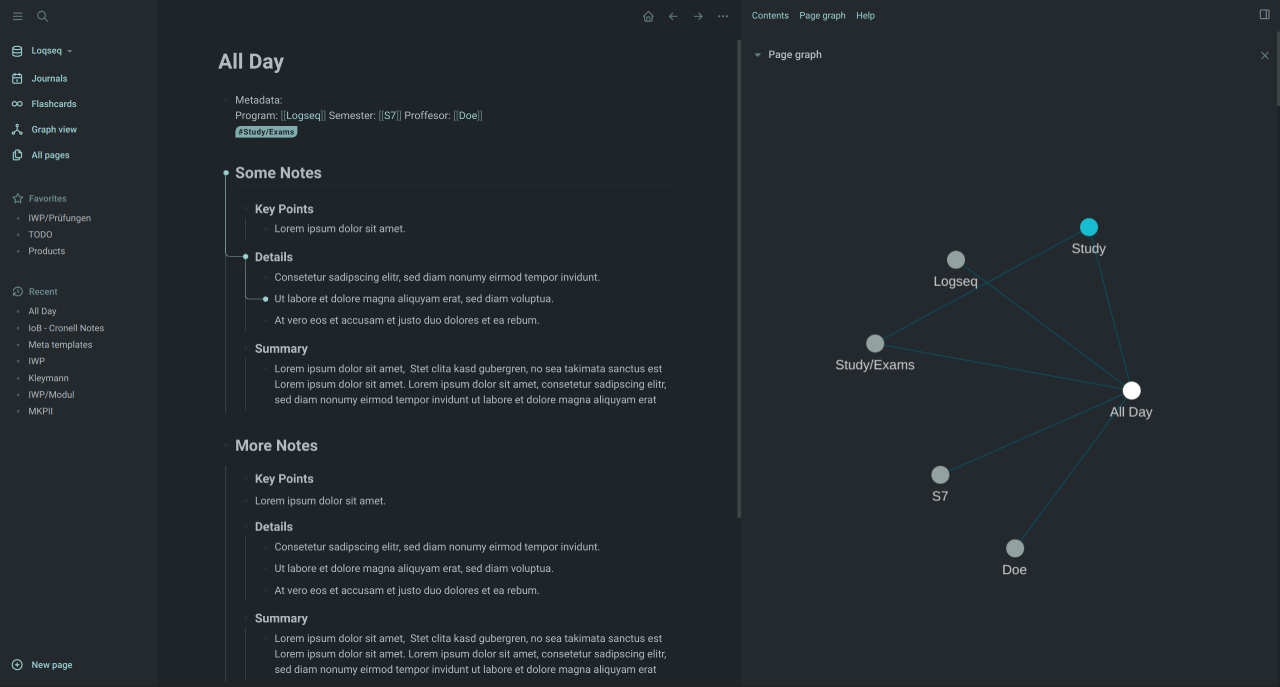 Loqseq
Journals
Flashcards
Graph view
All pages
Favorites
IWP/Prüfungen
TODO
Products
Recent
All Day
IoB - Cronell Notes
Meta templates
IWP
Kleymann
IWP/Modul
MKPII
New page
All Day
Metadata:
Program: [[Logseq]] Semester: [[S7]] Proffesor: [[Doe]]
#Study/Exams
Some Notes
Key Points
Lorem ipsum dolor sit amet.
Details
Consetetur sadipscing elitr, sed diam nonumy eirmod tempor invidunt.
Ut labore et dolore magna aliquyam erat, sed diam voluptua.
At vero eos et accusam et justo duo dolores et ea rebum.
Summary
Lorem ipsum dolor sit amet,  Stet clita kasd gubergren, no sea takimata sanctus est
Lorem ipsum dolor sit amet. Lorem ipsum dolor sit amet, consetetur sadipscing elitr,
sed diam nonumy eirmod tempor invidunt ut labore et dolore magna aliquyam erat
More Notes
Key Points
Lorem ipsum dolor sit amet.
Details
Consetetur sadipscing elitr, sed diam nonumy eirmod tempor invidunt.
Ut labore et dolore magna aliquyam erat, sed diam voluptua.
At vero eos et accusam et justo duo dolores et ea rebum.
Summary
Lorem ipsum dolor sit amet,  Stet clita kasd gubergren, no sea takimata sanctus est
Lorem ipsum dolor sit amet. Lorem ipsum dolor sit amet, consetetur sadipscing elitr,
sed diam nonumy eirmod tempor invidunt ut labore et dolore magna aliquyam erat
Contents Page graph Help
Page graph
Study
Logseq
Study/Exams
All Day
S7
Doe